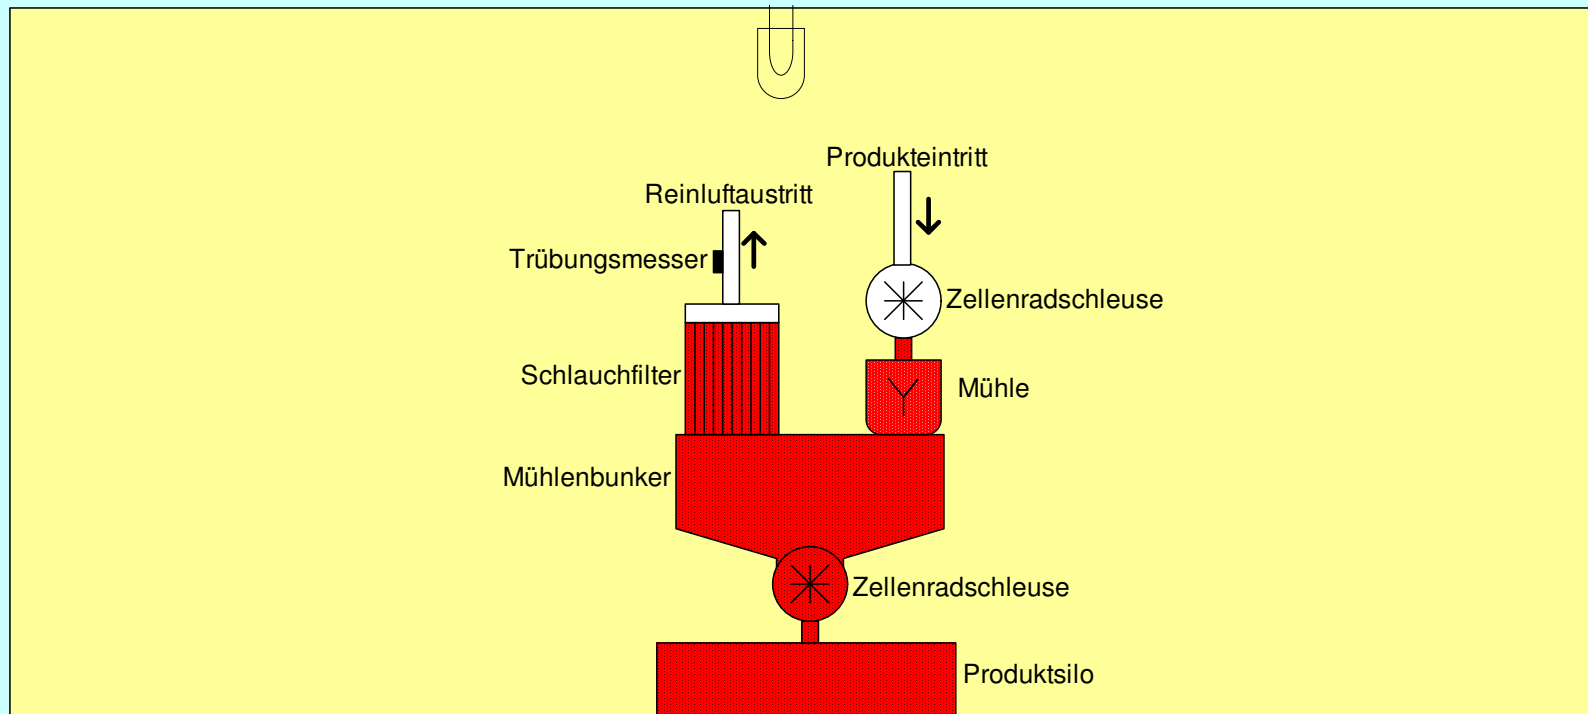 Produkteintritt
Reinluftaustritt
Trübungsmesser
Zellenradschleuse
Schlauchfilter
Mühle
Mühlenbunker
Zellenradschleuse
Produktsilo